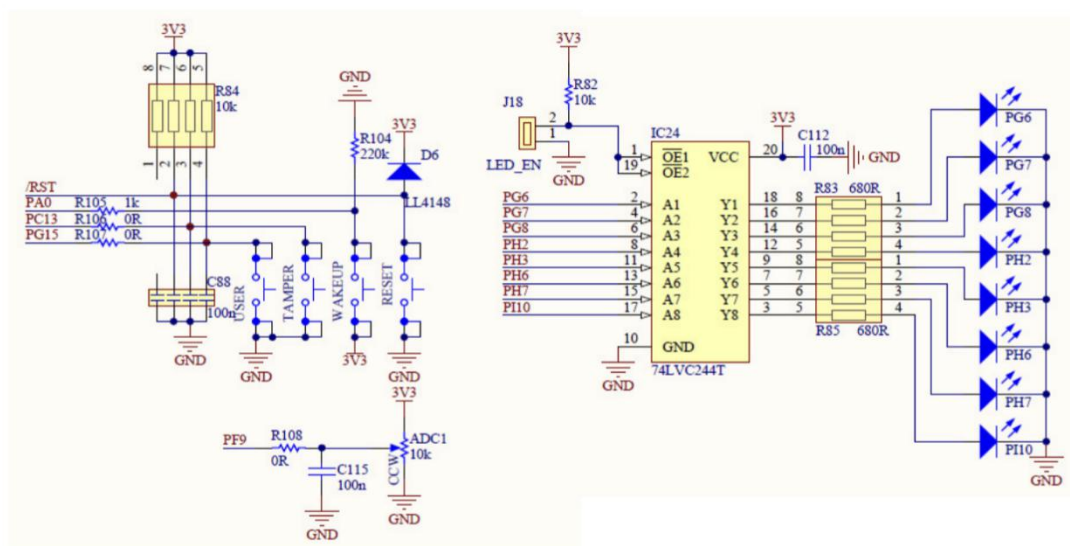 3V3
8 7 6 5
R84
10k
1 2 3 4
GND
R104
220k
3V3
D6
LL4148
/RST
PA0
R105 1k
PC13
R106 0R
PG15
R107 0R
C88
100n
GND
USER
TAMPER
WAKEUP
RESET
GND
3V3
GND
3V3
PF9
R108
0R
ADC1
10k
CCW
C115
100n
GND
GND
3V3
R82
10k
J18
2
1
LED_EN
GND
IC24
1 OE1
19 OE2
VCC 20
3V3
C112
100n
GND
PG6 2 A1 Y1 18 8 1
PG7 4 A2 Y2 16 7 2
PG8 6 A3 Y3 14 6 3
PH2 8 A4 Y4 12 5 4
PH3 11 A5 Y5 9 8 1
PH6 13 A6 Y6 7 7 2
PH7 15 A7 Y7 5 6 3
PI10 17 A8 Y8 3 5 4
R83 680R
R85 680R
10 GND
GND
74LVC244T
PG6
PG7
PG8
PH2
PH3
PH6
PH7
PI10
GND